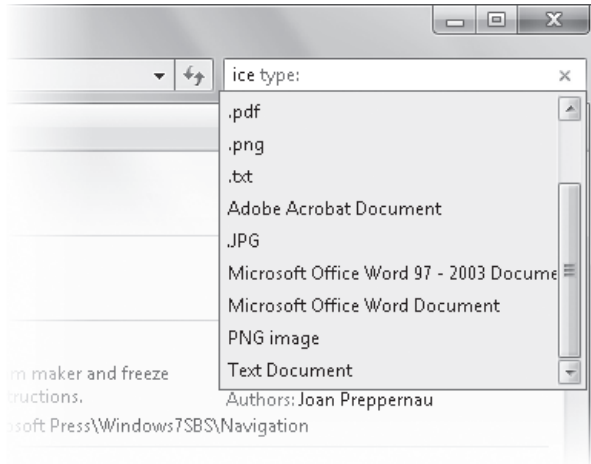 ice type:
.pdf
.png
.txt
Adobe Acrobat Document
.JPG
Microsoft Office Word 97 - 2003 Docume
Microsoft Office Word Document
PNG image
Text Document
m maker and freeze
tructions.
Authors: Joan Preppernau
osoft Press\Windows7SBS\Navigation